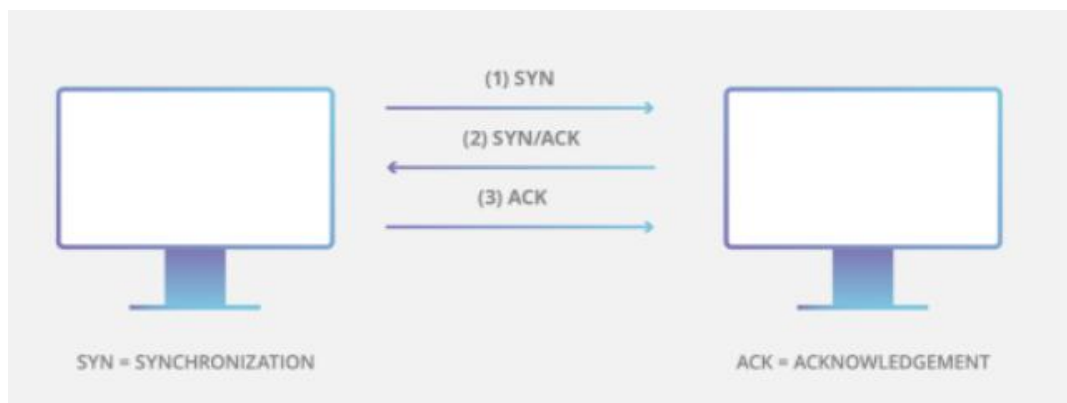 (1) SYN
(2) SYN/ACK
(3) ACK
SYN = SYNCHRONIZATION
ACK = ACKNOWLEDGEMENT